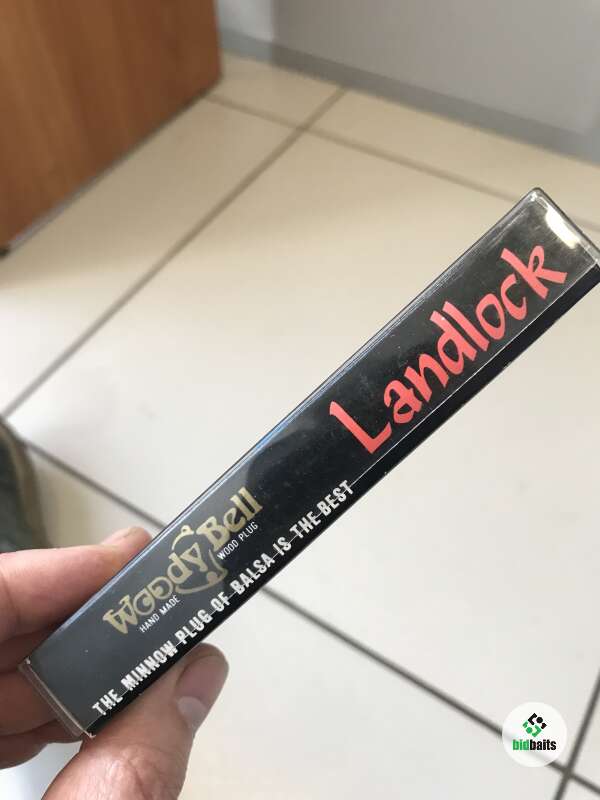 Landlock
Woody Bell
HAND MADE
WOOD PLUG
THE MINNOW PLUG OF BALSA IS THE BEST
bidbaits